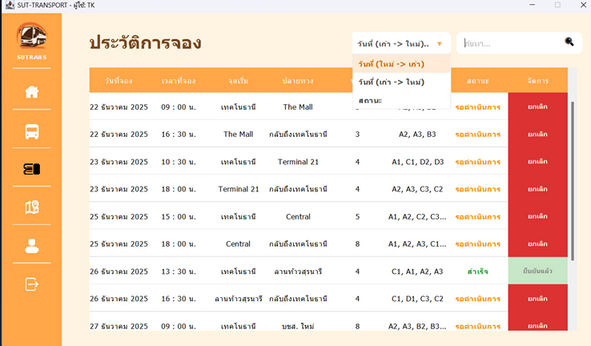 SUT-TRANSPORT - ผู้ใช้: TK
SUTRANS
ประวัติการจอง
วันที่ (เก่า -> ใหม่)..
ค้นหา...
วันที่ (ใหม่ -> เก่า)
วันที่ (เก่า -> ใหม่)
สถานะ
วันที่จอง เวลาที่จอง จุดเริ่ม ปลายทาง สถานะ จัดการ
22 ธันวาคม 2025 09 : 00 น. เทคโนธานี The Mall รอดำเนินการ ยกเลิก
22 ธันวาคม 2025 16 : 30 น. The Mall กลับถึงเทคโนธานี 3 A2, A3, B3 รอดำเนินการ ยกเลิก
23 ธันวาคม 2025 10 : 30 น. เทคโนธานี Terminal 21 4 A1, C1, D2, D3 รอดำเนินการ ยกเลิก
23 ธันวาคม 2025 18 : 00 น. Terminal 21 กลับถึงเทคโนธานี 4 A2, A3, C3, C2 รอดำเนินการ ยกเลิก
25 ธันวาคม 2025 15 : 00 น. เทคโนธานี Central 5 A1, A2, C2, C3... รอดำเนินการ ยกเลิก
25 ธันวาคม 2025 18 : 00 น. Central กลับถึงเทคโนธานี 8 A1, A2, A3, C1... รอดำเนินการ ยกเลิก
26 ธันวาคม 2025 13 : 30 น. เทคโนธานี ลานท้าวสุรนารี 4 C1, A1, A2, A3 สำเร็จ ยืนยันแล้ว
26 ธันวาคม 2025 16 : 30 น. ลานท้าวสุรนารี กลับถึงเทคโนธานี 4 C1, D1, C3, C2 รอดำเนินการ ยกเลิก
27 ธันวาคม 2025 09 : 00 น. เทคโนธานี บขส. ใหม่ 8 A2, A3, B2, B3... รอดำเนินการ ยกเลิก